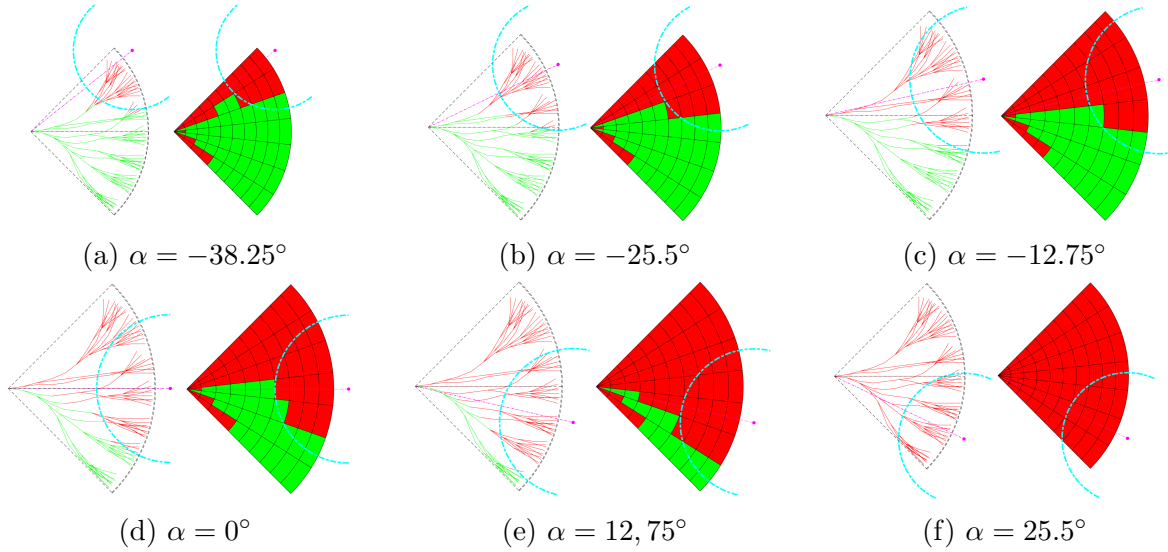 (a) α = −38.25°
(b) α = −25.5°
(c) α = −12.75°
(d) α = 0°
(e) α = 12, 75°
(f) α = 25.5°